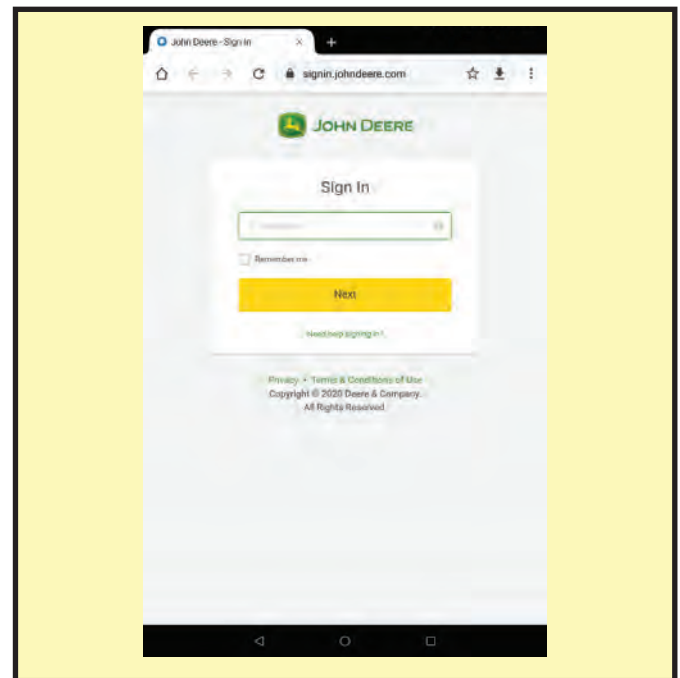 John Deere - Sign In
signin.johndeere.com
JOHN DEERE
Sign In
Remember me
Next
Need help signing in?
Privacy • Terms & Conditions of Use
Copyright © 2020 Deere & Company.
All Rights Reserved.